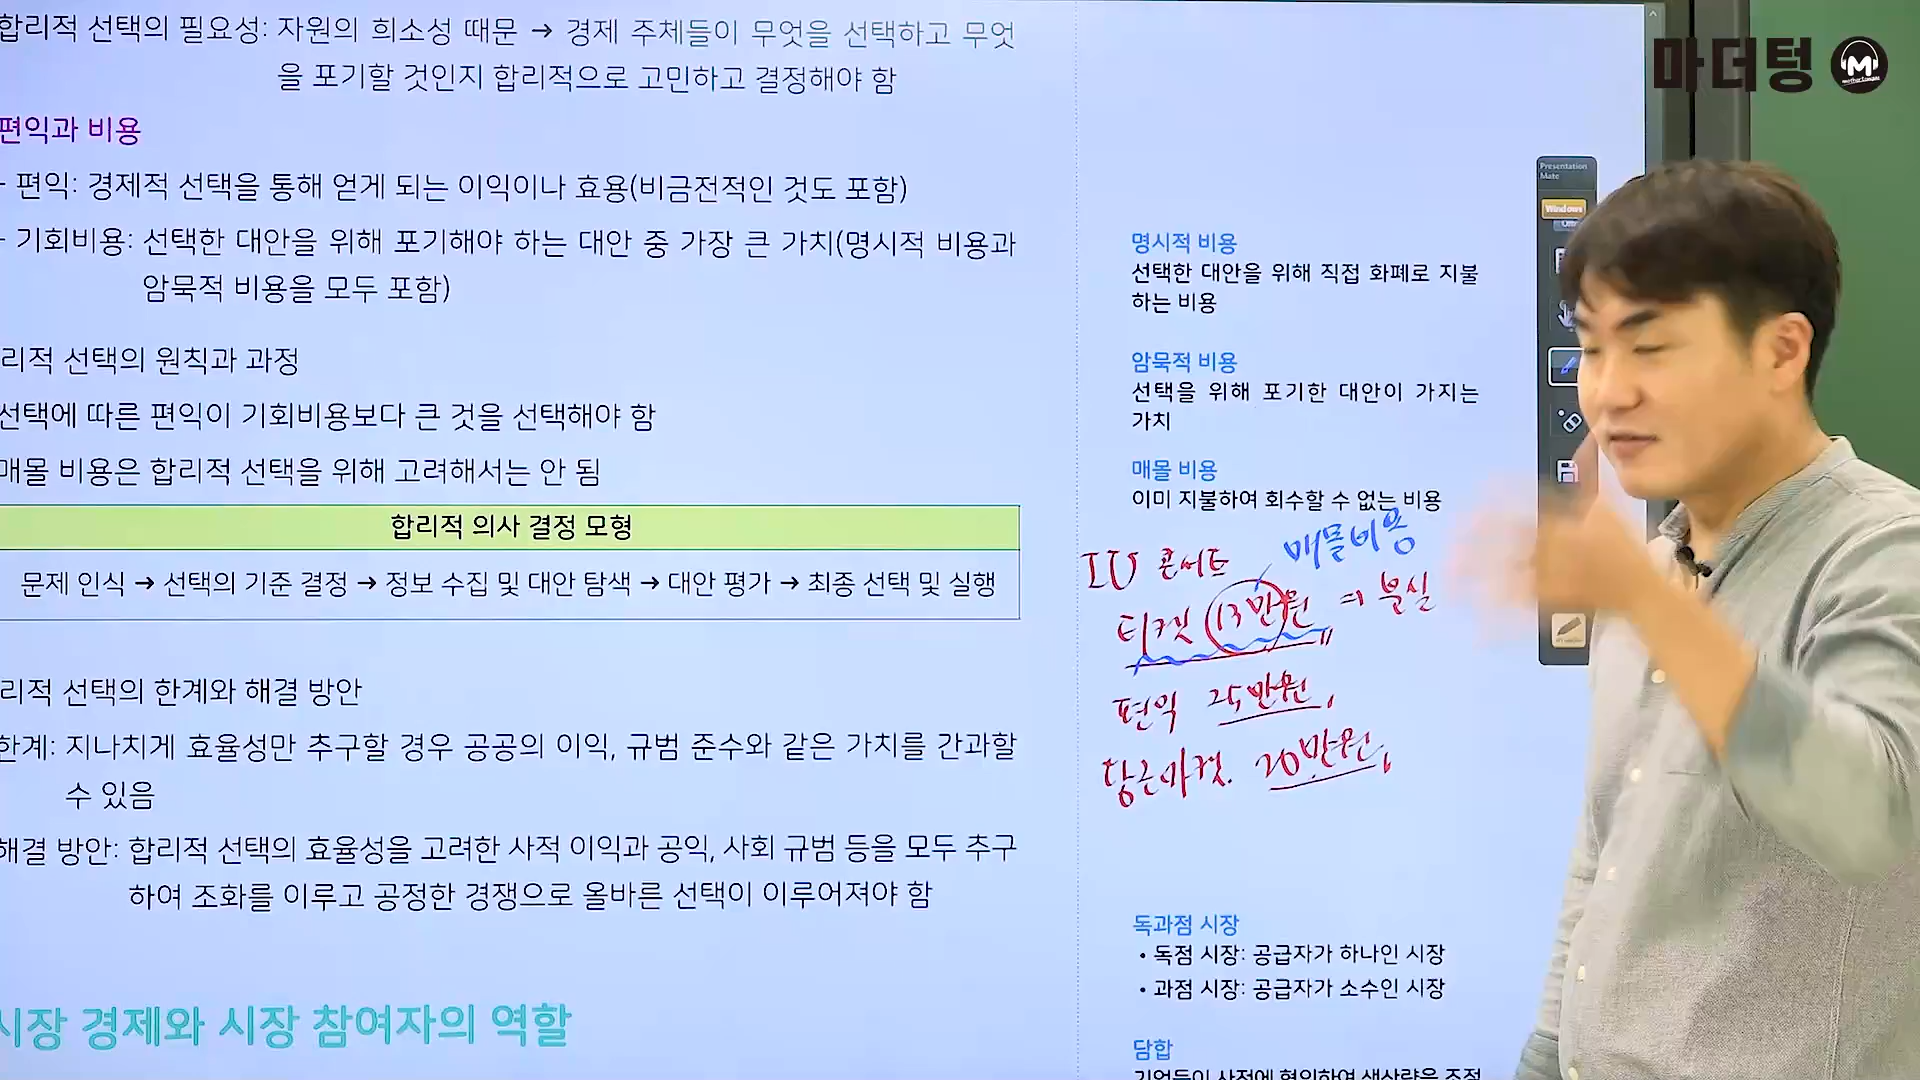 합리적 선택의 필요성: 자원의 희소성 때문 → 경제 주체들이 무엇을 선택하고 무엇
을 포기할 것인지 합리적으로 고민하고 결정해야 함
편익과 비용
- 편익: 경제적 선택을 통해 얻게 되는 이익이나 효용(비금전적인 것도 포함)
- 기회비용: 선택한 대안을 위해 포기해야 하는 대안 중 가장 큰 가치(명시적 비용과
암묵적 비용을 모두 포함)
리적 선택의 원칙과 과정
선택에 따른 편익이 기회비용보다 큰 것을 선택해야 함
매몰 비용은 합리적 선택을 위해 고려해서는 안 됨
합리적 의사 결정 모형
문제 인식 → 선택의 기준 결정 → 정보 수집 및 대안 탐색 → 대안 평가 → 최종 선택 및 실행
리적 선택의 한계와 해결 방안
한계: 지나치게 효율성만 추구할 경우 공공의 이익, 규범 준수와 같은 가치를 간과할
수 있음
해결 방안: 합리적 선택의 효율성을 고려한 사적 이익과 공익, 사회 규범 등을 모두 추구
하여 조화를 이루고 공정한 경쟁으로 올바른 선택이 이루어져야 함
시장 경제와 시장 참여자의 역할
명시적 비용
선택한 대안을 위해 직접 화폐로 지불
하는 비용
암묵적 비용
선택을 위해 포기한 대안이 가지는
가치
매몰 비용
이미 지불하여 회수할 수 없는 비용
매몰비용
IU 콘서트
티켓 13만원 ⇒ 분실
편익 25만원
당근마켓 20만원
독과점 시장
• 독점 시장: 공급자가 하나인 시장
• 과점 시장: 공급자가 소수인 시장
담합
기업들이 사전에 협의하여 생산량을 조절
마더텅
M
Presentation
Mate
Windows